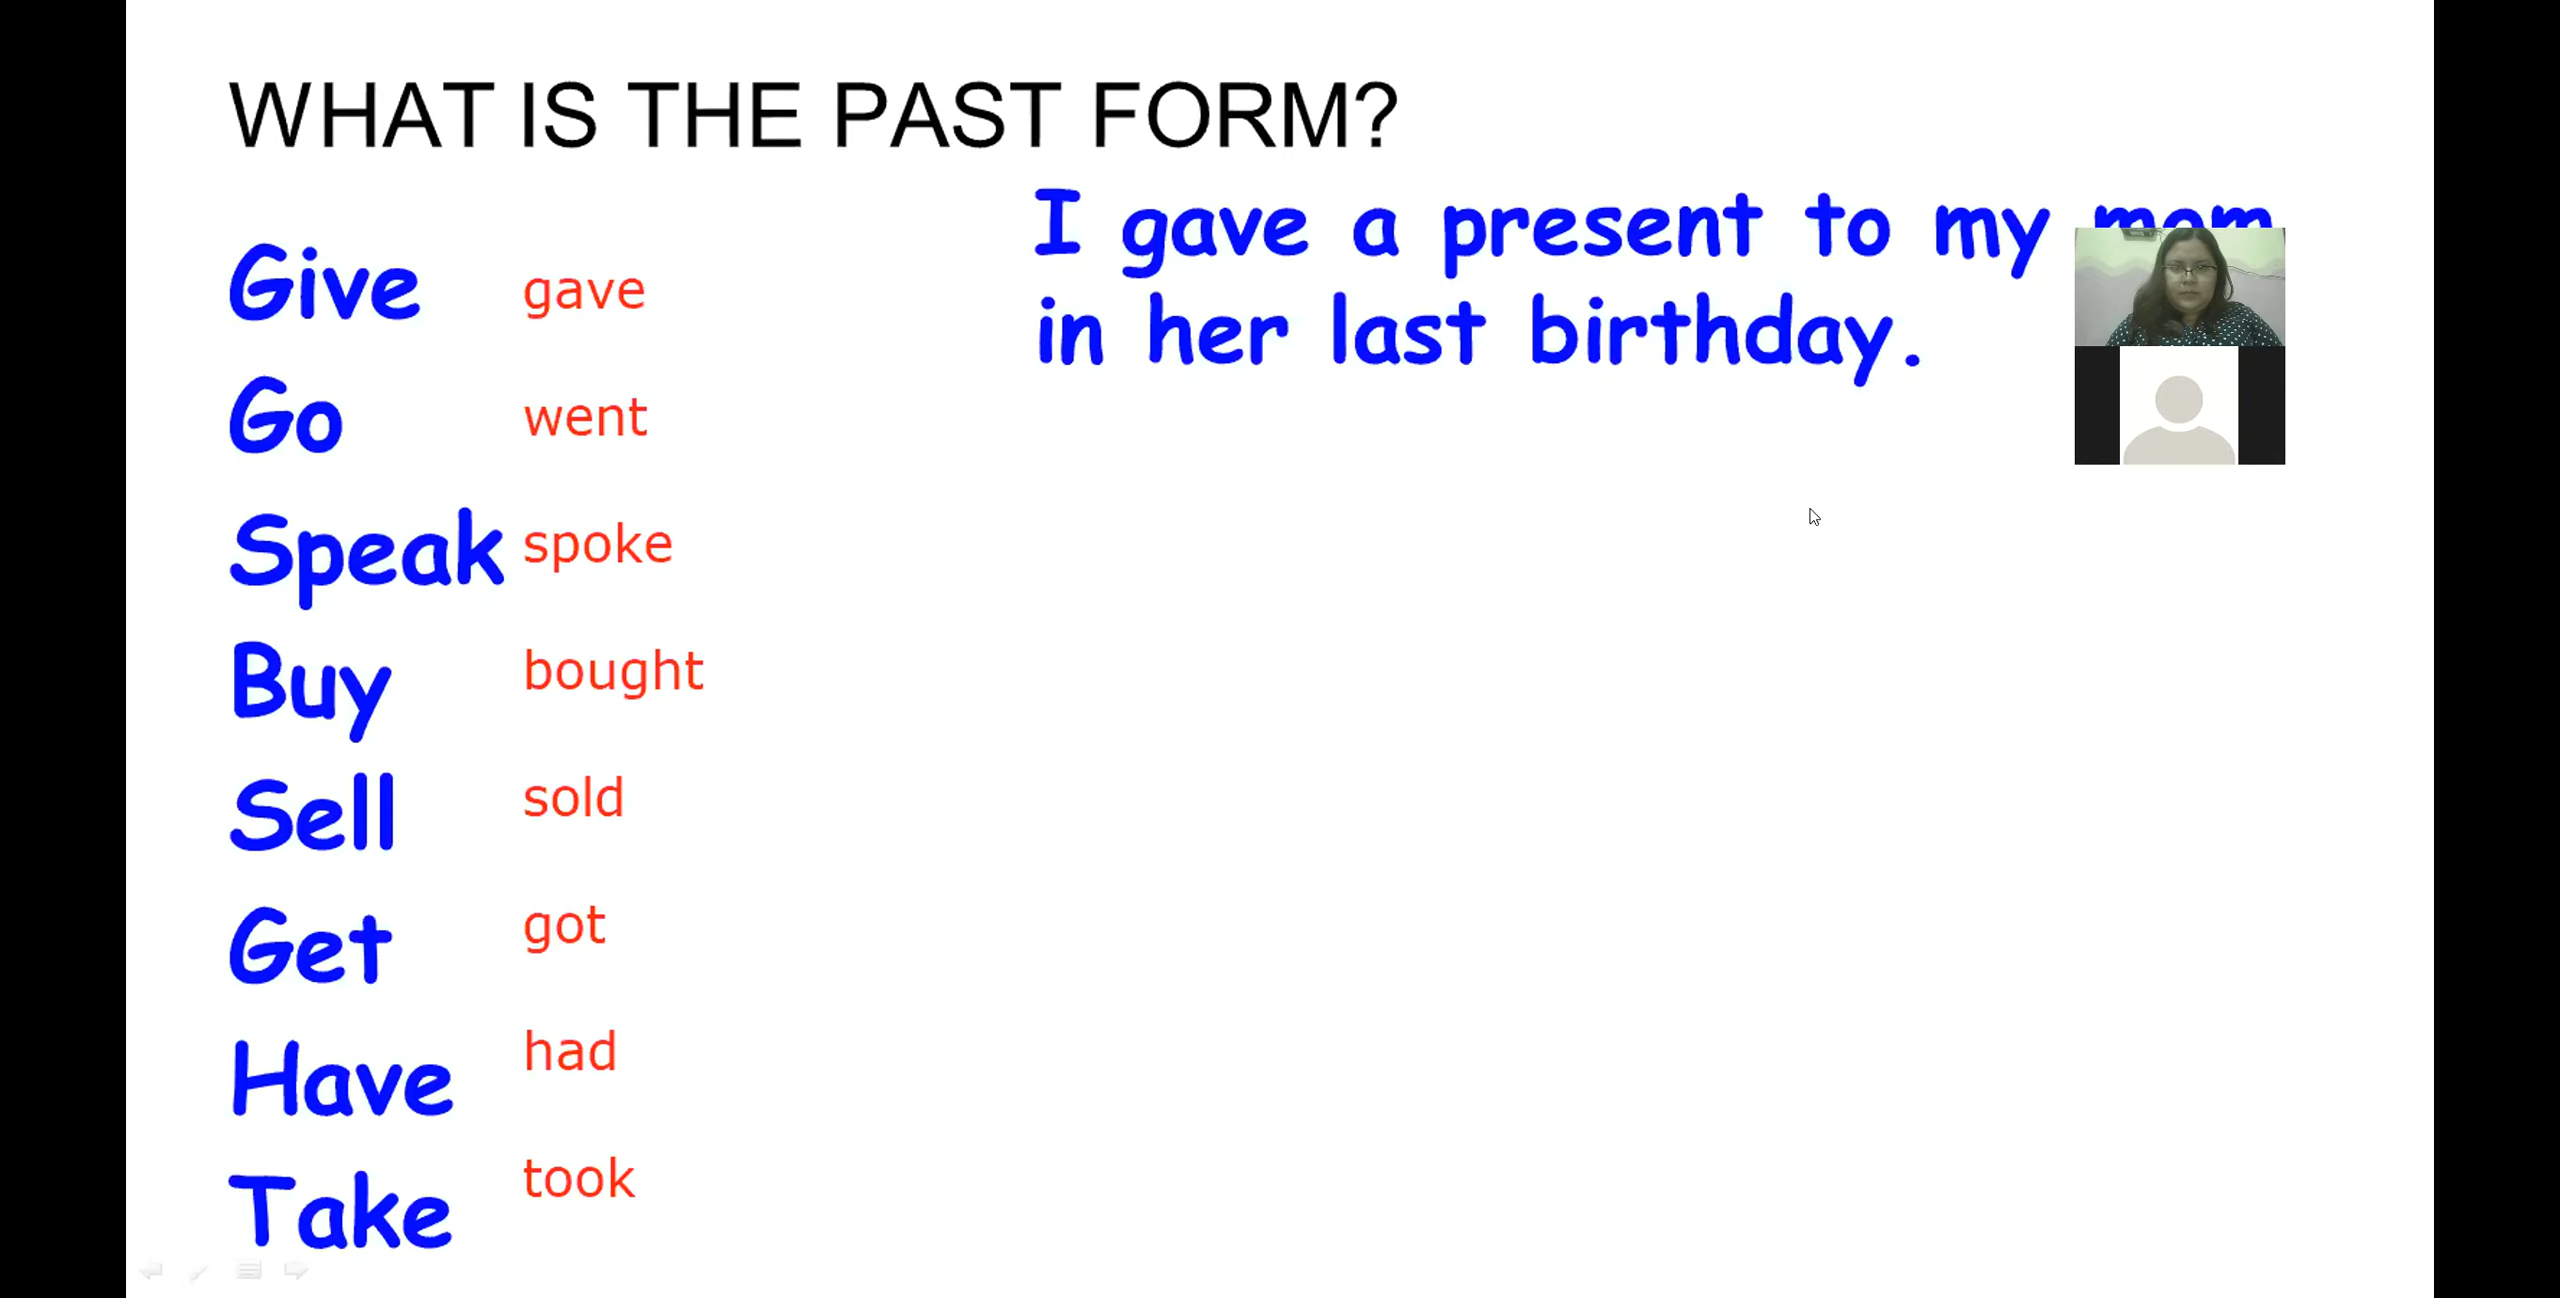 WHAT IS THE PAST FORM?
I gave a present to my mom
in her last birthday.
Give gave
Go went
Speak spoke
Buy bought
Sell sold
Get got
Have had
Take took